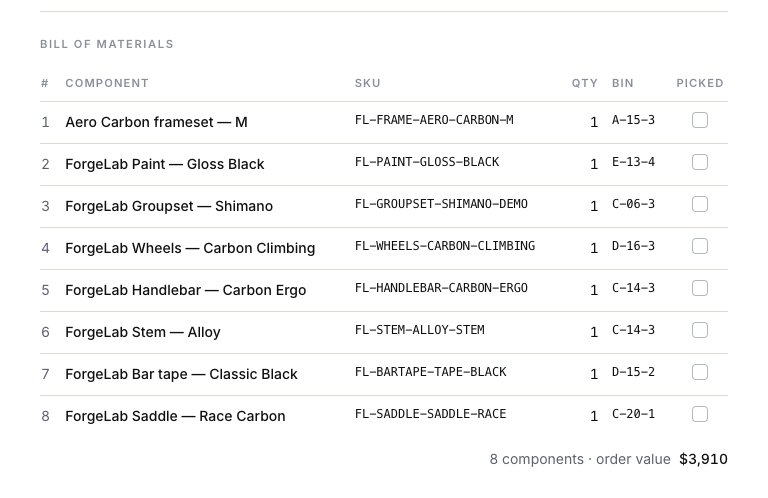 BILL OF MATERIALS
# COMPONENT SKU QTY BIN PICKED
1 Aero Carbon frameset — M FL-FRAME-AERO-CARBON-M 1 A-15-3
2 ForgeLab Paint — Gloss Black FL-PAINT-GLOSS-BLACK 1 E-13-4
3 ForgeLab Groupset — Shimano FL-GROUPSET-SHIMANO-DEMO 1 C-06-3
4 ForgeLab Wheels — Carbon Climbing FL-WHEELS-CARBON-CLIMBING 1 D-16-3
5 ForgeLab Handlebar — Carbon Ergo FL-HANDLEBAR-CARBON-ERGO 1 C-14-3
6 ForgeLab Stem — Alloy FL-STEM-ALLOY-STEM 1 C-14-3
7 ForgeLab Bar tape — Classic Black FL-BARTAPE-TAPE-BLACK 1 D-15-2
8 ForgeLab Saddle — Race Carbon FL-SADDLE-SADDLE-RACE 1 C-20-1
8 components · order value $3,910